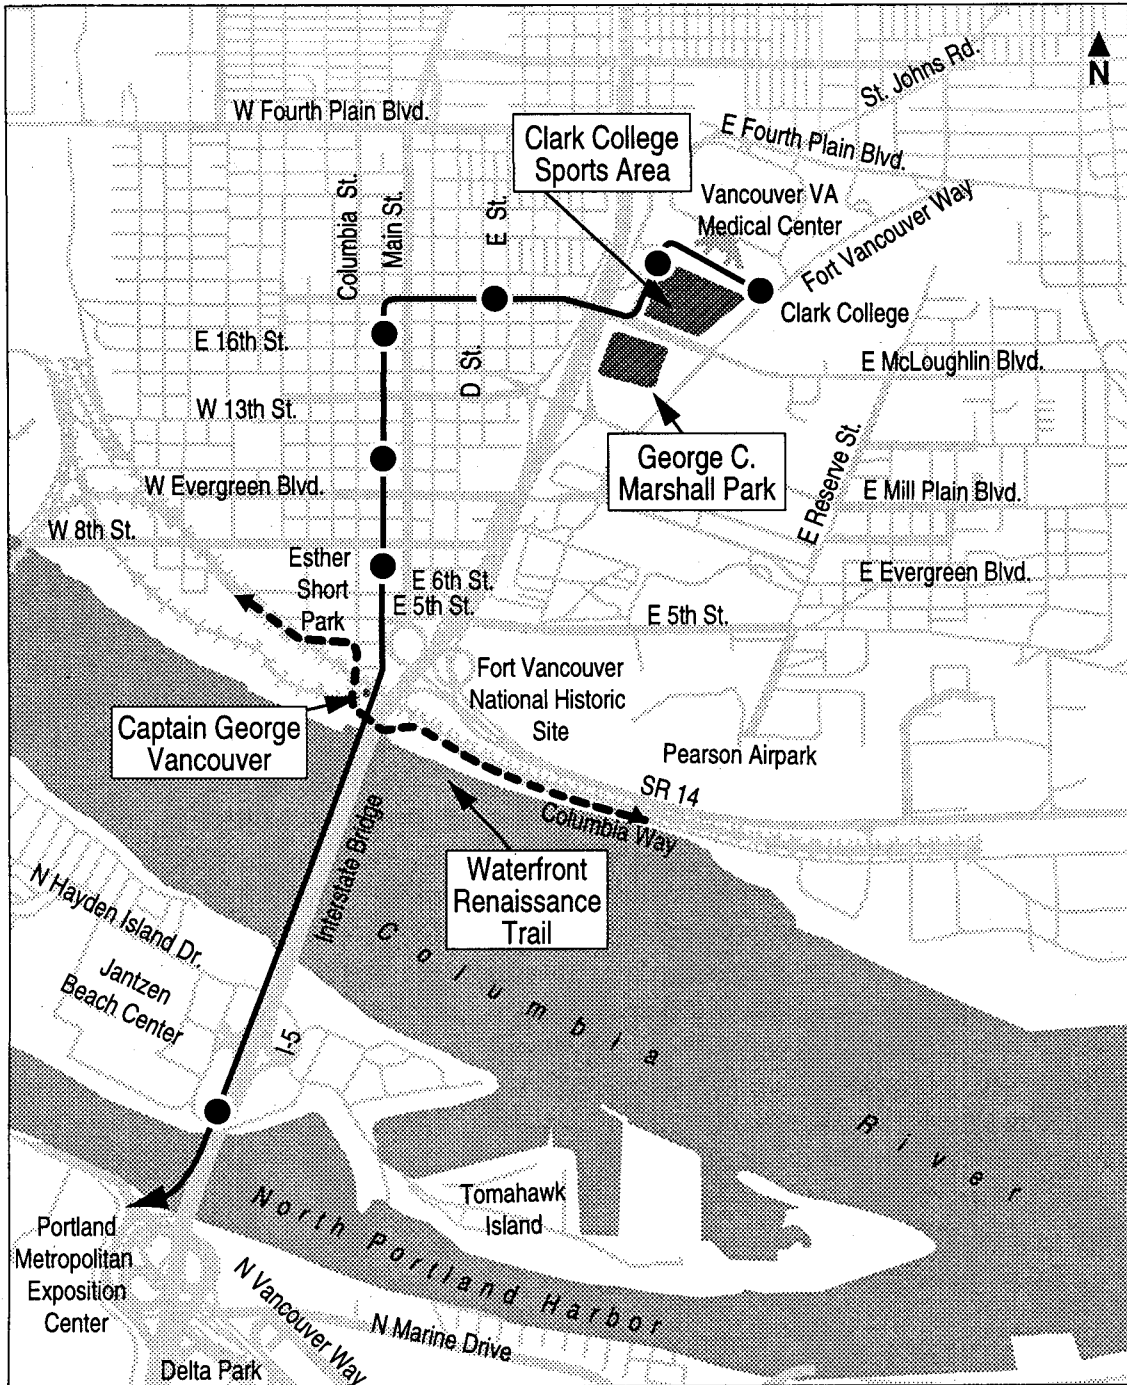 N
St. Johns Rd.
W Fourth Plain Blvd.
E Fourth Plain Blvd.
Clark College
Sports Area
Vancouver VA
Medical Center
Fort Vancouver Way
Columbia St.
Main St.
E St.
Clark College
E 16th St.
D St.
E McLoughlin Blvd.
W 13th St.
George C.
Marshall Park
E Reserve St.
W Evergreen Blvd.
E Mill Plain Blvd.
W 8th St.
Esther
Short
Park
E 6th St.
E 5th St.
E Evergreen Blvd.
E 5th St.
Fort Vancouver
National Historic
Site
Captain George
Vancouver
Pearson Airpark
SR 14
Columbia Way
Interstate Bridge
Waterfront
Renaissance
Trail
N Hayden Island Dr.
Jantzen
Beach Center
I-5
Columbia River
Tomahawk
Island
North Portland Harbor
Portland
Metropolitan
Exposition
Center
N Vancouver Way
N Marine Drive
Delta Park